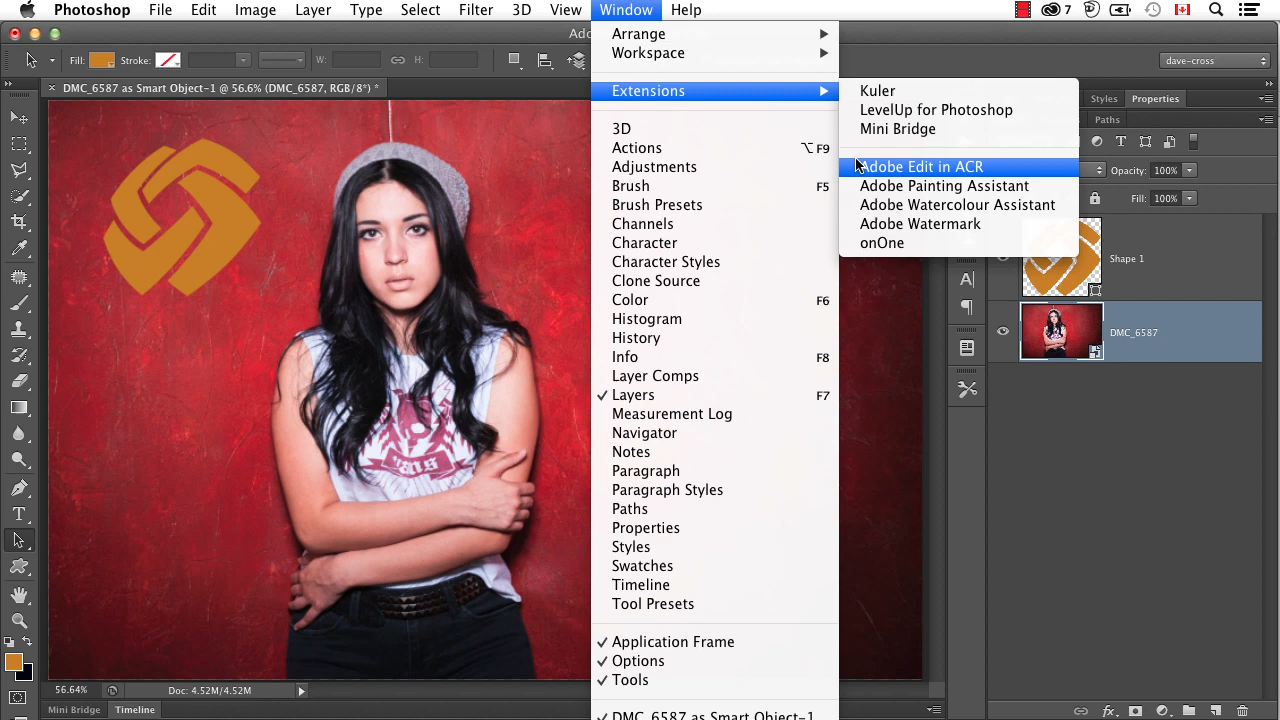 Photoshop File Edit Image Layer Type Select Filter 3D View Window Help 7
Ado
Fill: Stroke: W: H: dave-cross
× DMC_6587 as Smart Object-1 @ 56.6% (DMC_6587, RGB/8*) *
Arrange
Workspace
Extensions
3D
Actions ⌥F9
Adjustments
Brush F5
Brush Presets
Channels
Character
Character Styles
Clone Source
Color F6
Histogram
History
Info F8
Layer Comps
✓ Layers F7
Measurement Log
Navigator
Notes
Paragraph
Paragraph Styles
Paths
Properties
Styles
Swatches
Timeline
Tool Presets
✓ Application Frame
✓ Options
✓ Tools
✓ DMC_6587 as Smart Object-1
Kuler
LevelUp for Photoshop
Mini Bridge
Adobe Edit in ACR
Adobe Painting Assistant
Adobe Watercolour Assistant
Adobe Watermark
onOne
Styles Properties
Paths
Opacity: 100%
Fill: 100%
Shape 1
DMC_6587
56.64% Doc: 4.52M/4.52M
Mini Bridge Timeline